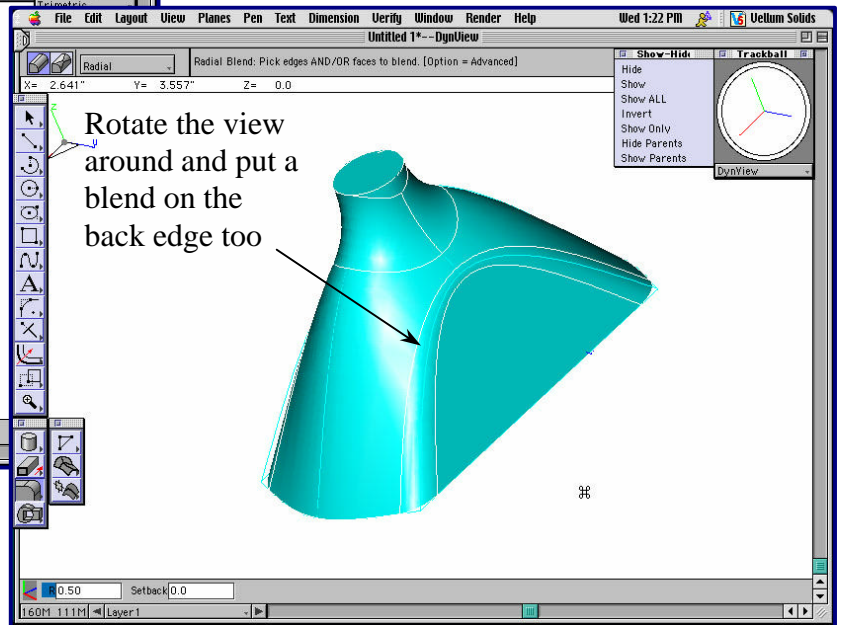 Trimetric
File Edit Layout View Planes Pen Text Dimension Verify Window Render Help Wed 1:22 PM Vellum Solids
Untitled 1*--DynView
Radial
Radial Blend: Pick edges AND/OR faces to blend. [Option = Advanced]
X= 2.641" Y= 3.557" Z= 0.0
Show-Hide
Trackball
Hide
Show
Show ALL
Invert
Show Only
Hide Parents
Show Parents
DynView
z
y
Rotate the view
around and put a
blend on the
back edge too
A
⌘
R 0.50 Setback 0.0
160M 111M Layer1